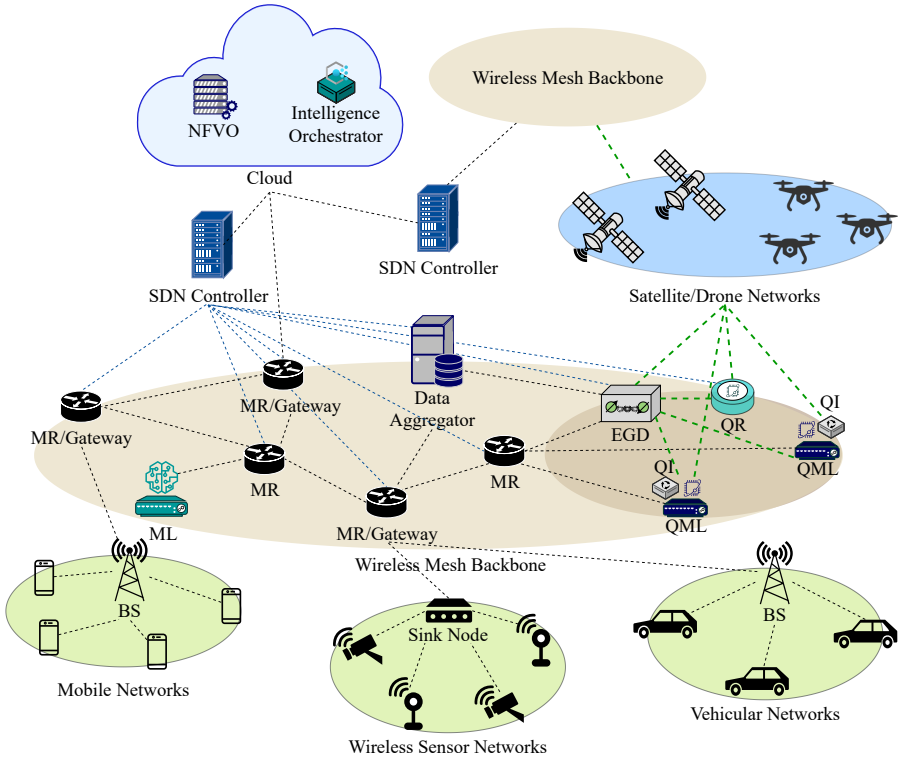 Wireless Mesh Backbone
NFVO
Intelligence
Orchestrator
Cloud
SDN Controller
SDN Controller
Satellite/Drone Networks
MR/Gateway
MR/Gateway
Data
Aggregator
EGD
QR
QI
QML
MR
MR
QI
QML
ML
MR/Gateway
Wireless Mesh Backbone
BS
Mobile Networks
Sink Node
Wireless Sensor Networks
BS
Vehicular Networks